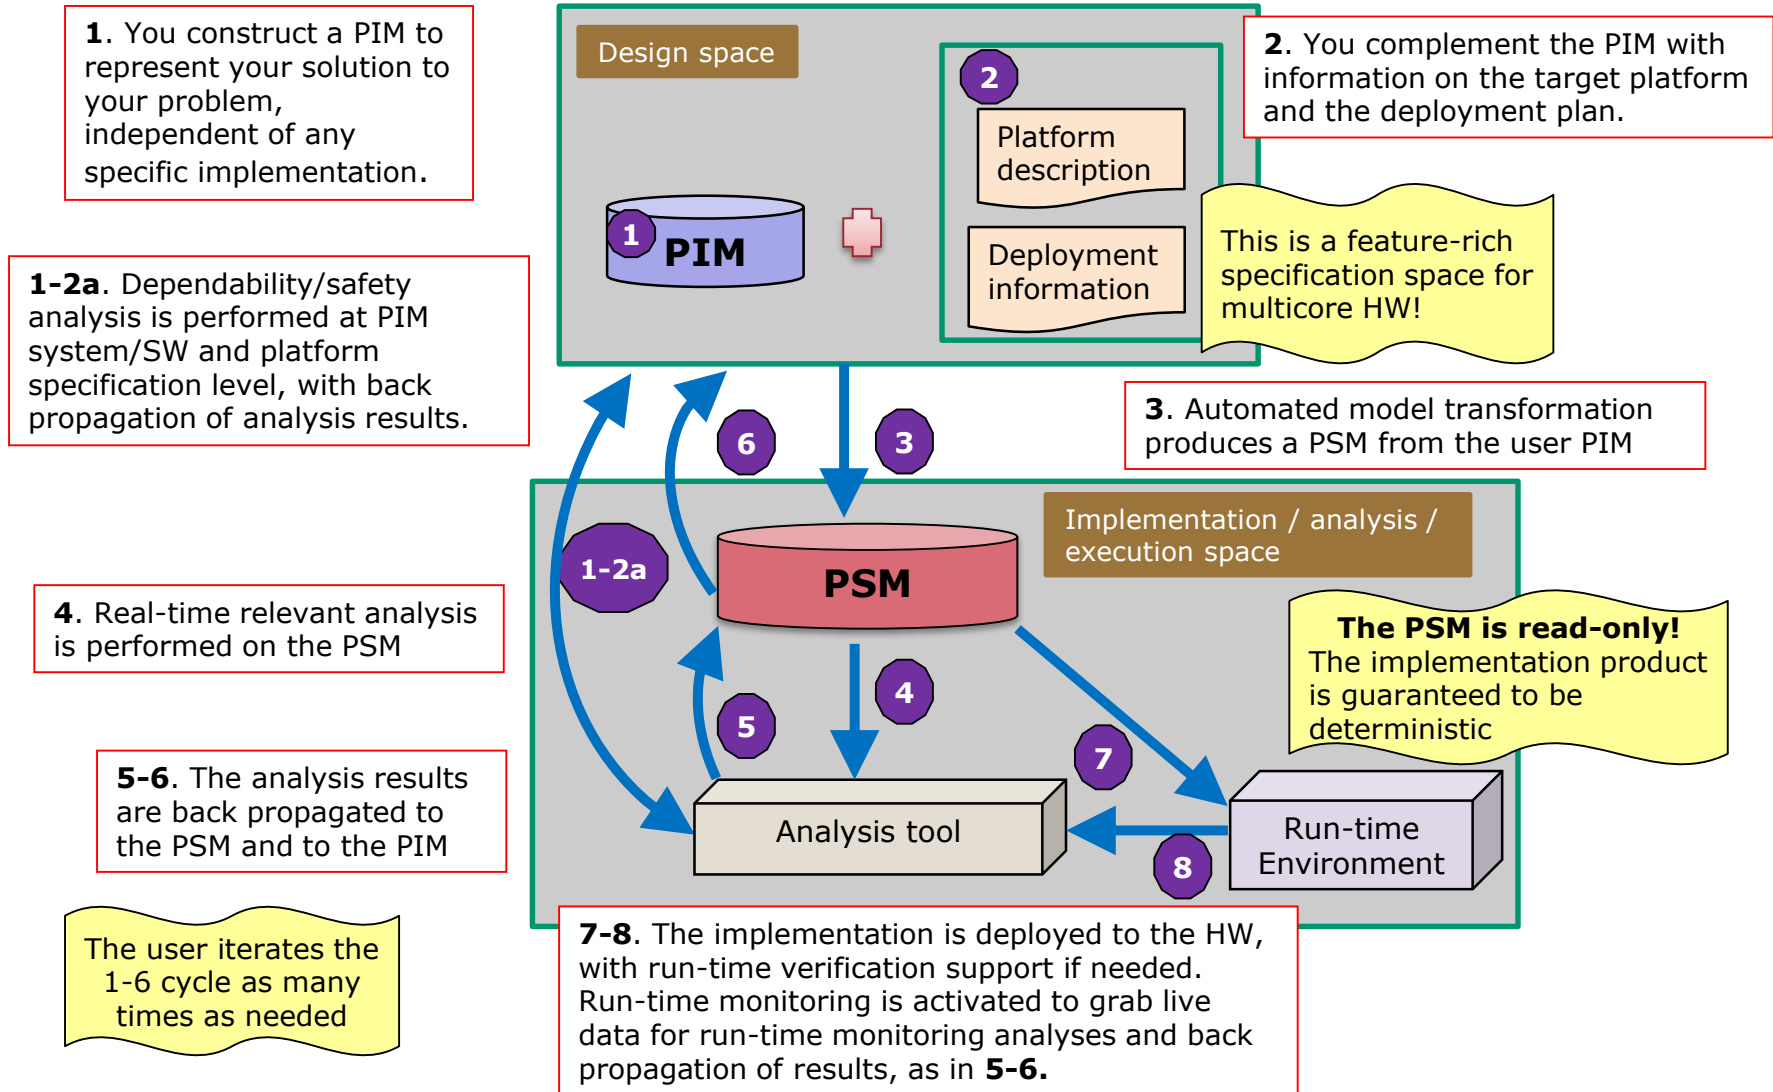 1. You construct a PIM to
represent your solution to
your problem,
independent of any
specific implementation.
Design space
2
Platform
description
Deployment
information
1
PIM
2. You complement the PIM with
information on the target platform
and the deployment plan.
This is a feature-rich
specification space for
multicore HW!
1-2a. Dependability/safety
analysis is performed at PIM
system/SW and platform
specification level, with back
propagation of analysis results.
6
3
3. Automated model transformation
produces a PSM from the user PIM
Implementation / analysis /
execution space
1-2a
PSM
4. Real-time relevant analysis
is performed on the PSM
The PSM is read-only!
The implementation product
is guaranteed to be
deterministic
4
5
7
5-6. The analysis results
are back propagated to
the PSM and to the PIM
Analysis tool
Run-time
Environment
8
The user iterates the
1-6 cycle as many
times as needed
7-8. The implementation is deployed to the HW,
with run-time verification support if needed.
Run-time monitoring is activated to grab live
data for run-time monitoring analyses and back
propagation of results, as in 5-6.